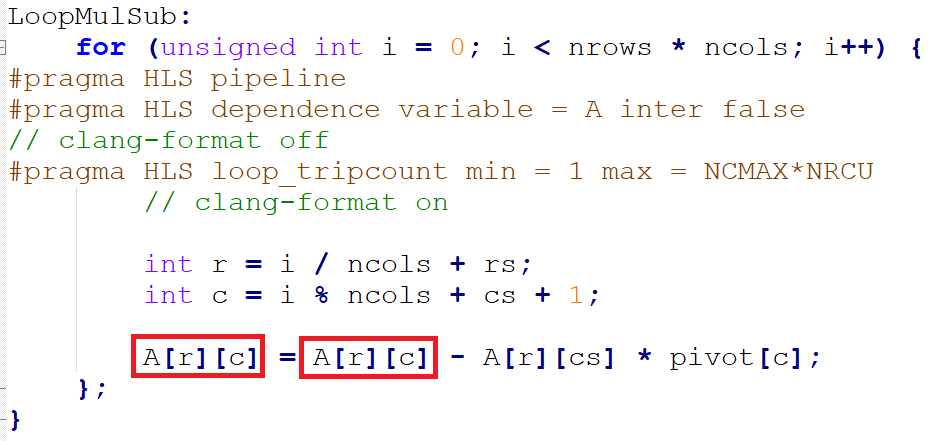 LoopMulSub:
for (unsigned int i = 0; i < nrows * ncols; i++) {
#pragma HLS pipeline
#pragma HLS dependence variable = A inter false
// clang-format off
#pragma HLS loop_tripcount min = 1 max = NCMAX*NRCU
// clang-format on
int r = i / ncols + rs;
int c = i % ncols + cs + 1;
A[r][c] = A[r][c] - A[r][cs] * pivot[c];
};
}